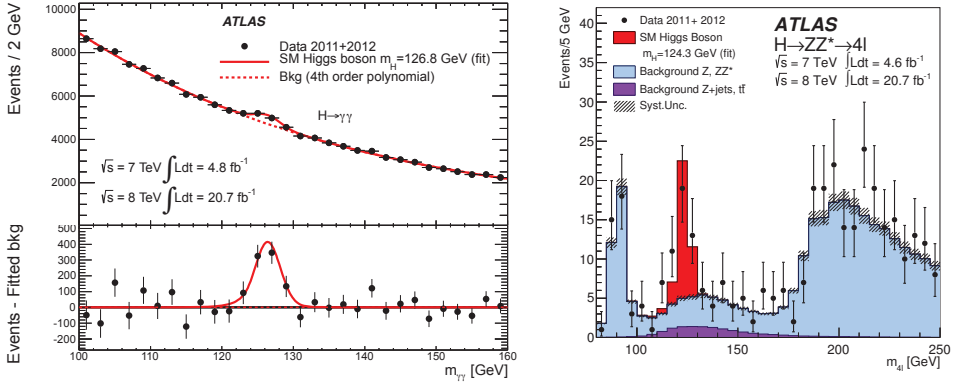 ATLAS
Data 2011+2012
SM Higgs boson m_H=126.8 GeV (fit)
Bkg (4th order polynomial)
H→γγ
√s = 7 TeV ∫Ldt = 4.8 fb⁻¹
√s = 8 TeV ∫Ldt = 20.7 fb⁻¹
Events / 2 GeV
10000
8000
6000
4000
2000
Events - Fitted bkg
500
400
300
200
100
0
-100
-200
100 110 120 130 140 150 160
m_γγ [GeV]
Data 2011+ 2012
SM Higgs Boson
m_H=124.3 GeV (fit)
Background Z, ZZ*
Background Z+jets, tt̄
Syst.Unc.
ATLAS
H→ZZ*→4l
√s = 7 TeV ∫Ldt = 4.6 fb⁻¹
√s = 8 TeV ∫Ldt = 20.7 fb⁻¹
Events/5 GeV
40
35
30
25
20
15
10
5
0
100 150 200 250
m_4l [GeV]